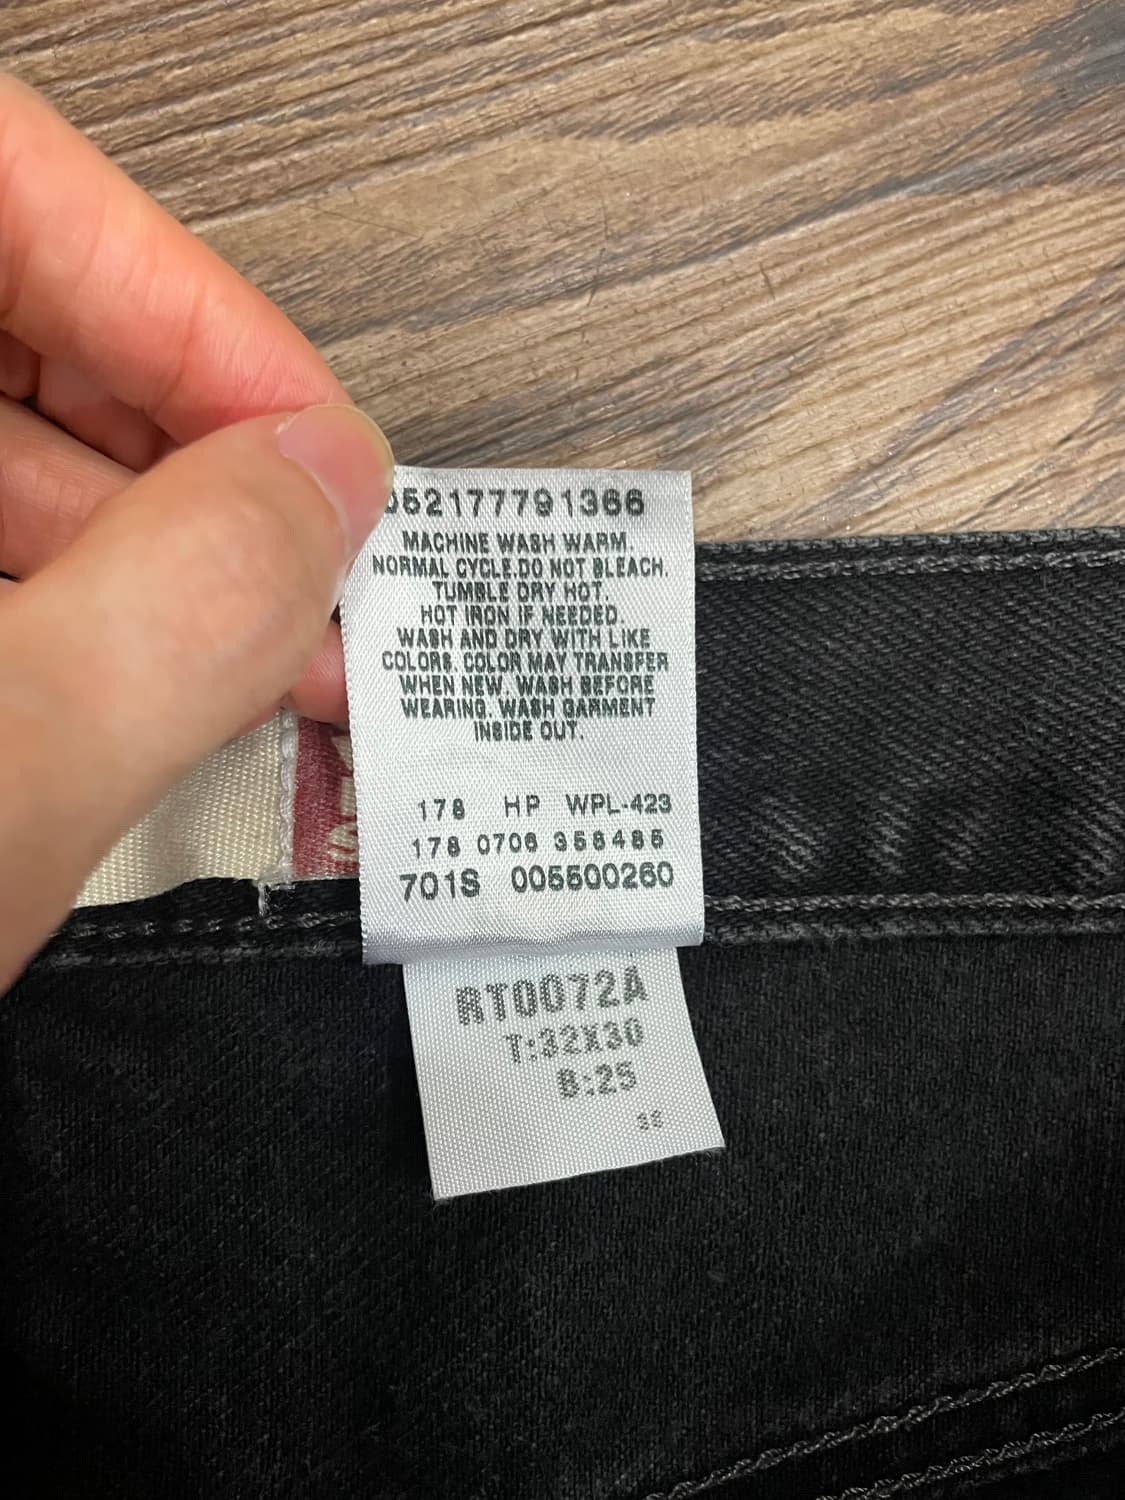 052177791366
MACHINE WASH WARM
NORMAL CYCLE.DO NOT BLEACH.
TUMBLE DRY HOT.
HOT IRON IF NEEDED.
WASH AND DRY WITH LIKE
COLORS. COLOR MAY TRANSFER
WHEN NEW. WASH BEFORE
WEARING. WASH GARMENT
INSIDE OUT.
178 HP WPL-423
178 0706 358485
701S 005500260
RT0072A
T:32X30
B:25